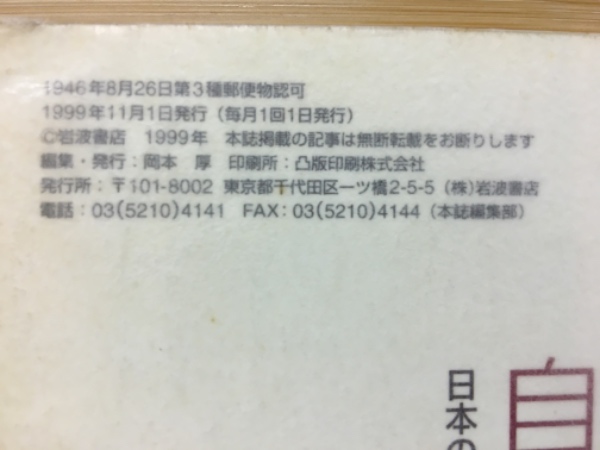 1946年8月26日第3種郵便物認可
1999年11月1日発行（毎月1回1日発行）
©岩波書店　1999年　本誌掲載の記事は無断転載をお断りします
編集・発行：岡本　厚　印刷所：凸版印刷株式会社
発行所：〒101-8002 東京都千代田区一ツ橋2-5-5（株）岩波書店
電話：03(5210)4141　FAX：03(5210)4144（本誌編集部）
自
日本の